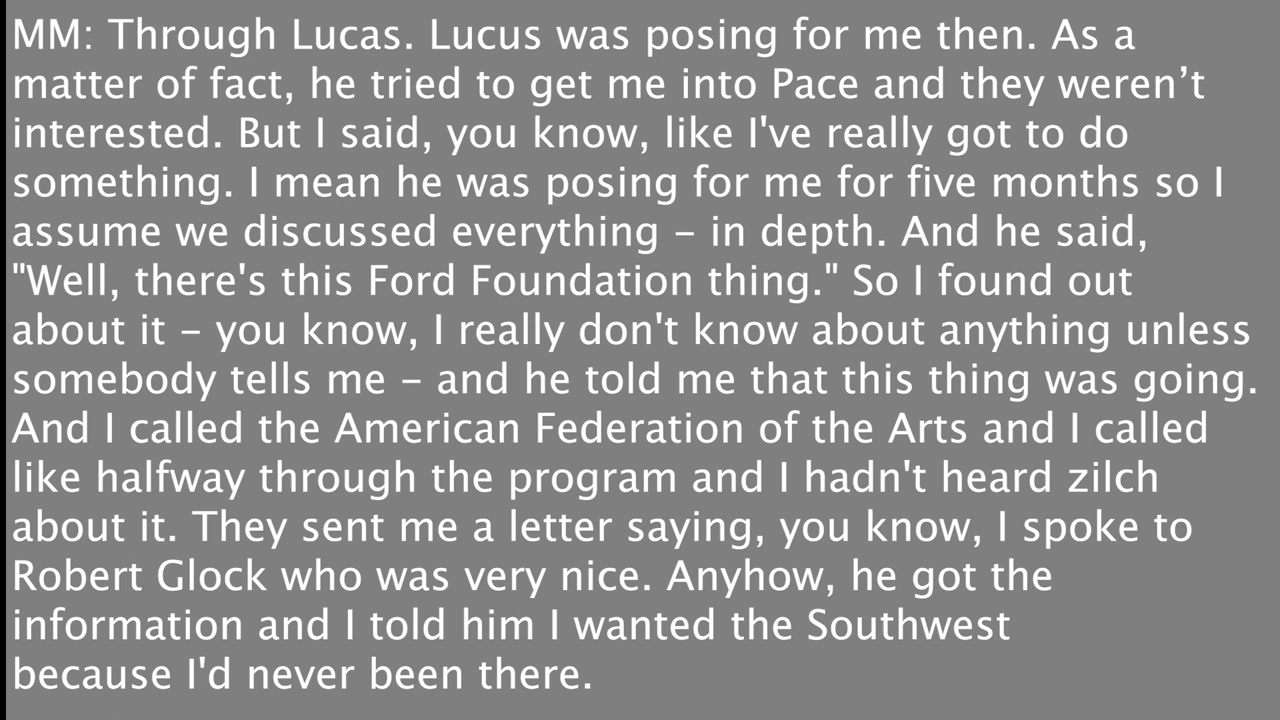 MM: Through Lucas. Lucus was posing for me then. As a
matter of fact, he tried to get me into Pace and they weren’t
interested. But I said, you know, like I've really got to do
something. I mean he was posing for me for five months so I
assume we discussed everything – in depth. And he said,
"Well, there's this Ford Foundation thing." So I found out
about it – you know, I really don't know about anything unless
somebody tells me – and he told me that this thing was going.
And I called the American Federation of the Arts and I called
like halfway through the program and I hadn't heard zilch
about it. They sent me a letter saying, you know, I spoke to
Robert Glock who was very nice. Anyhow, he got the
information and I told him I wanted the Southwest
because I'd never been there.